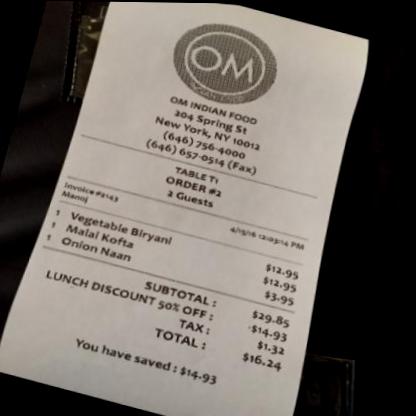 OM
OM INDIAN FOOD
204 Spring St
New York, NY 10012
(646) 756-4000
(646) 657-0514 (Fax)
TABLE T1
ORDER #2
2 Guests
Invoice #2143 4/15/16 12:03:14 PM
Manoj
1 Vegetable Biryani $12.95
1 Malai Kofta $12.95
1 Onion Naan $3.95
SUBTOTAL : $29.85
LUNCH DISCOUNT 50% OFF : -$14.93
TAX : $1.32
TOTAL : $16.24
You have saved : $14.93